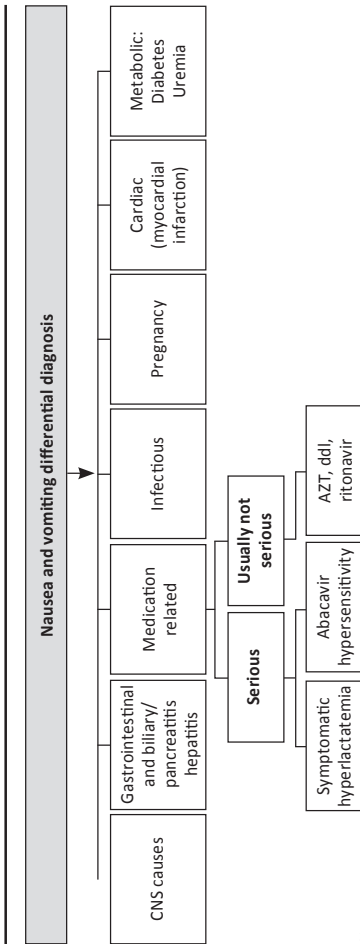 Nausea and vomiting differential diagnosis
CNS causes
Gastrointestinal
and biliary/
pancreatitis
hepatitis
Medication
related
Infectious
Pregnancy
Cardiac
(myocardial
infarction)
Metabolic:
Diabetes
Uremia
Serious
Usually not
serious
Symptomatic
hyperlactatemia
Abacavir
hypersensitivity
AZT, ddI,
ritonavir